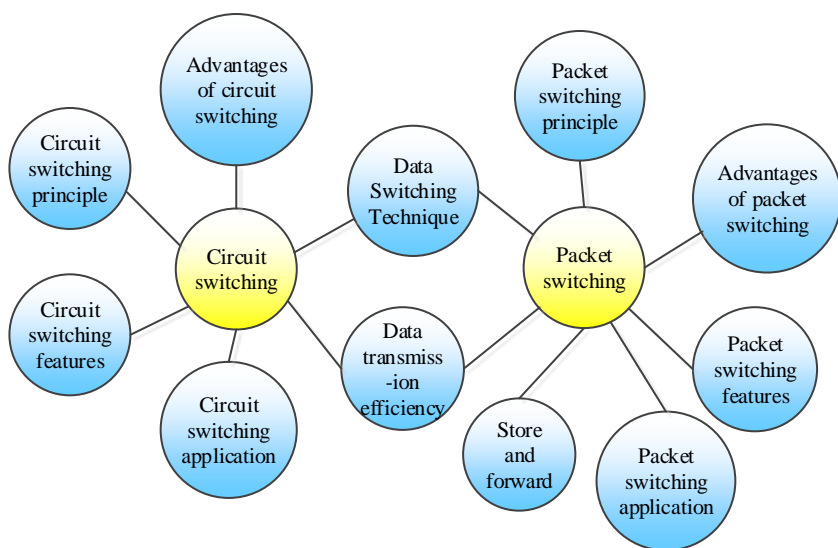 Advantages
of circuit
switching
Packet
switching
principle
Circuit
switching
principle
Data
Switching
Technique
Advantages
of packet
switching
Circuit
switching
Packet
switching
Circuit
switching
features
Data
transmiss
-ion
efficiency
Packet
switching
features
Circuit
switching
application
Store
and
forward
Packet
switching
application